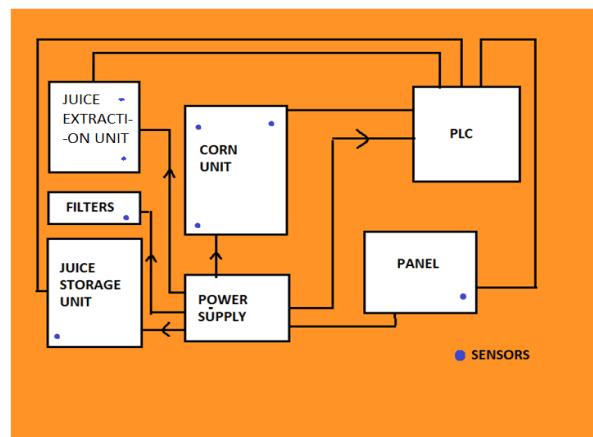 JUICE
EXTRACTI-
-ON UNIT
CORN
UNIT
PLC
FILTERS
JUICE
STORAGE
UNIT
PANEL
POWER
SUPPLY
SENSORS